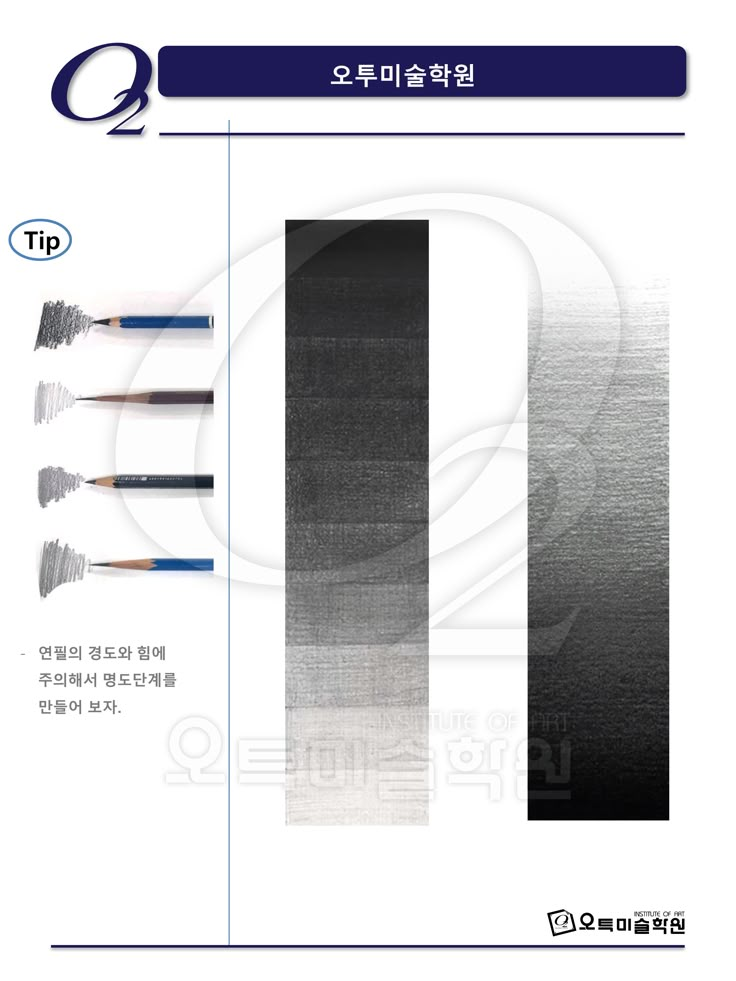 O2
오투미술학원
Tip
- 연필의 경도와 힘에
주의해서 명도단계를
만들어 보자.
INSTITUTE OF ART
오투미술학원
INSTITUTE OF ART
오투미술학원